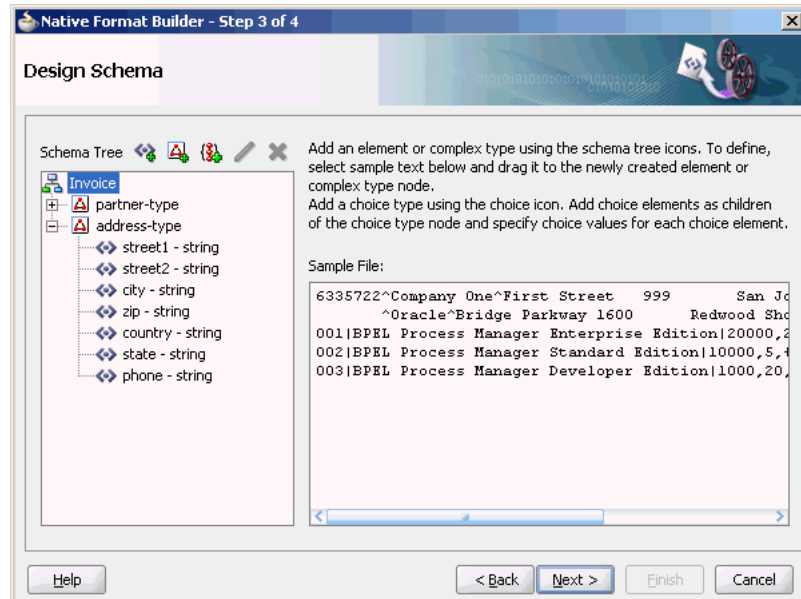 Native Format Builder - Step 3 of 4
Design Schema
Schema Tree
Invoice
partner-type
address-type
street1 - string
street2 - string
city - string
zip - string
country - string
state - string
phone - string
Add an element or complex type using the schema tree icons. To define,
select sample text below and drag it to the newly created element or
complex type node.
Add a choice type using the choice icon. Add choice elements as children
of the choice type node and specify choice values for each choice element.
Sample File:
6335722^Company One^First Street   999       San Jo
^Oracle^Bridge Parkway 1600      Redwood Sho
001|BPEL Process Manager Enterprise Edition|20000,2
002|BPEL Process Manager Standard Edition|10000,5,+
003|BPEL Process Manager Developer Edition|1000,20,
Help
< Back
Next >
Finish
Cancel